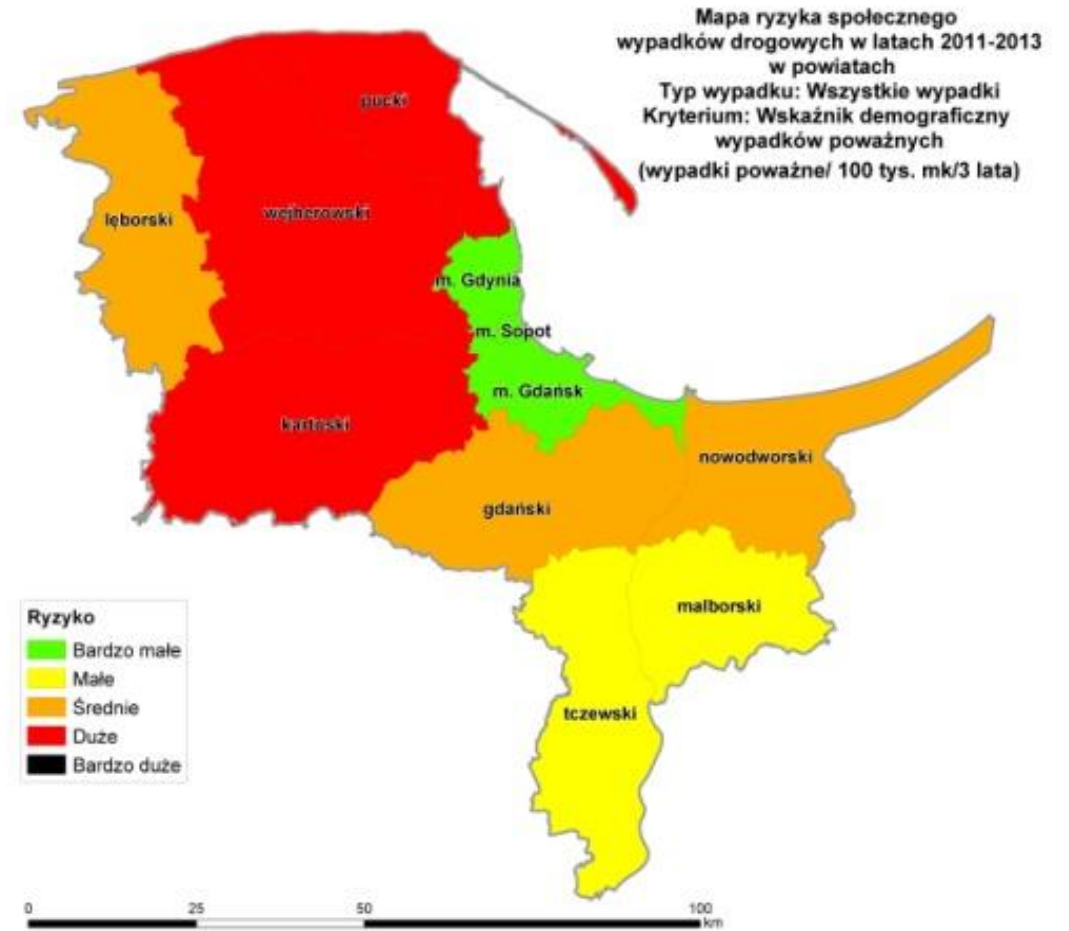 Mapa ryzyka społecznego
wypadków drogowych w latach 2011-2013
w powiatach
Typ wypadku: Wszystkie wypadki
Kryterium: Wskaźnik demograficzny
wypadków poważnych
(wypadki poważne/ 100 tys. mk/3 lata)
pucki
wejherowski
lęborski
m. Gdynia
m. Sopot
m. Gdańsk
kartuski
nowodworski
gdański
malborski
tczewski
Ryzyko
Bardzo małe
Małe
Średnie
Duże
Bardzo duże
0 25 50 100
km